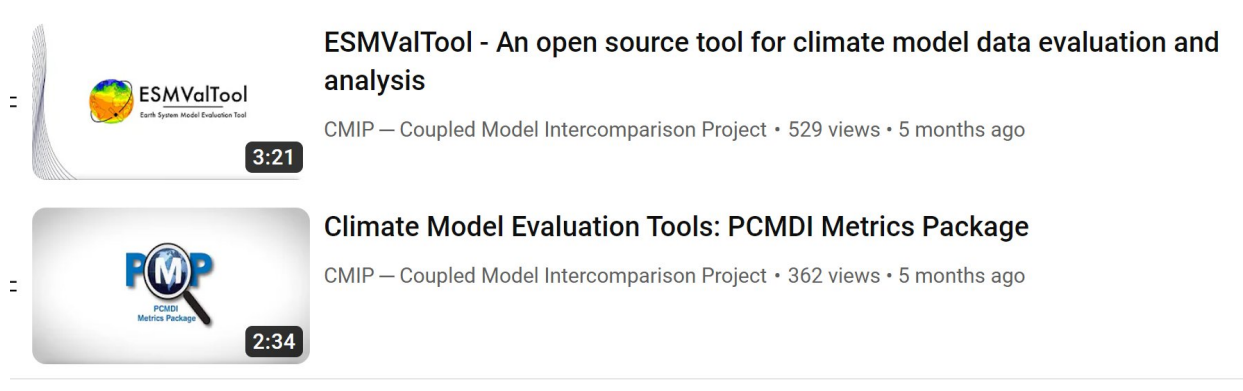 ESMValTool
Earth System Model Evaluation Tool
3:21
ESMValTool - An open source tool for climate model data evaluation and
analysis
CMIP — Coupled Model Intercomparison Project • 529 views • 5 months ago
PMP
PCMDI
Metrics Package
2:34
Climate Model Evaluation Tools: PCMDI Metrics Package
CMIP — Coupled Model Intercomparison Project • 362 views • 5 months ago